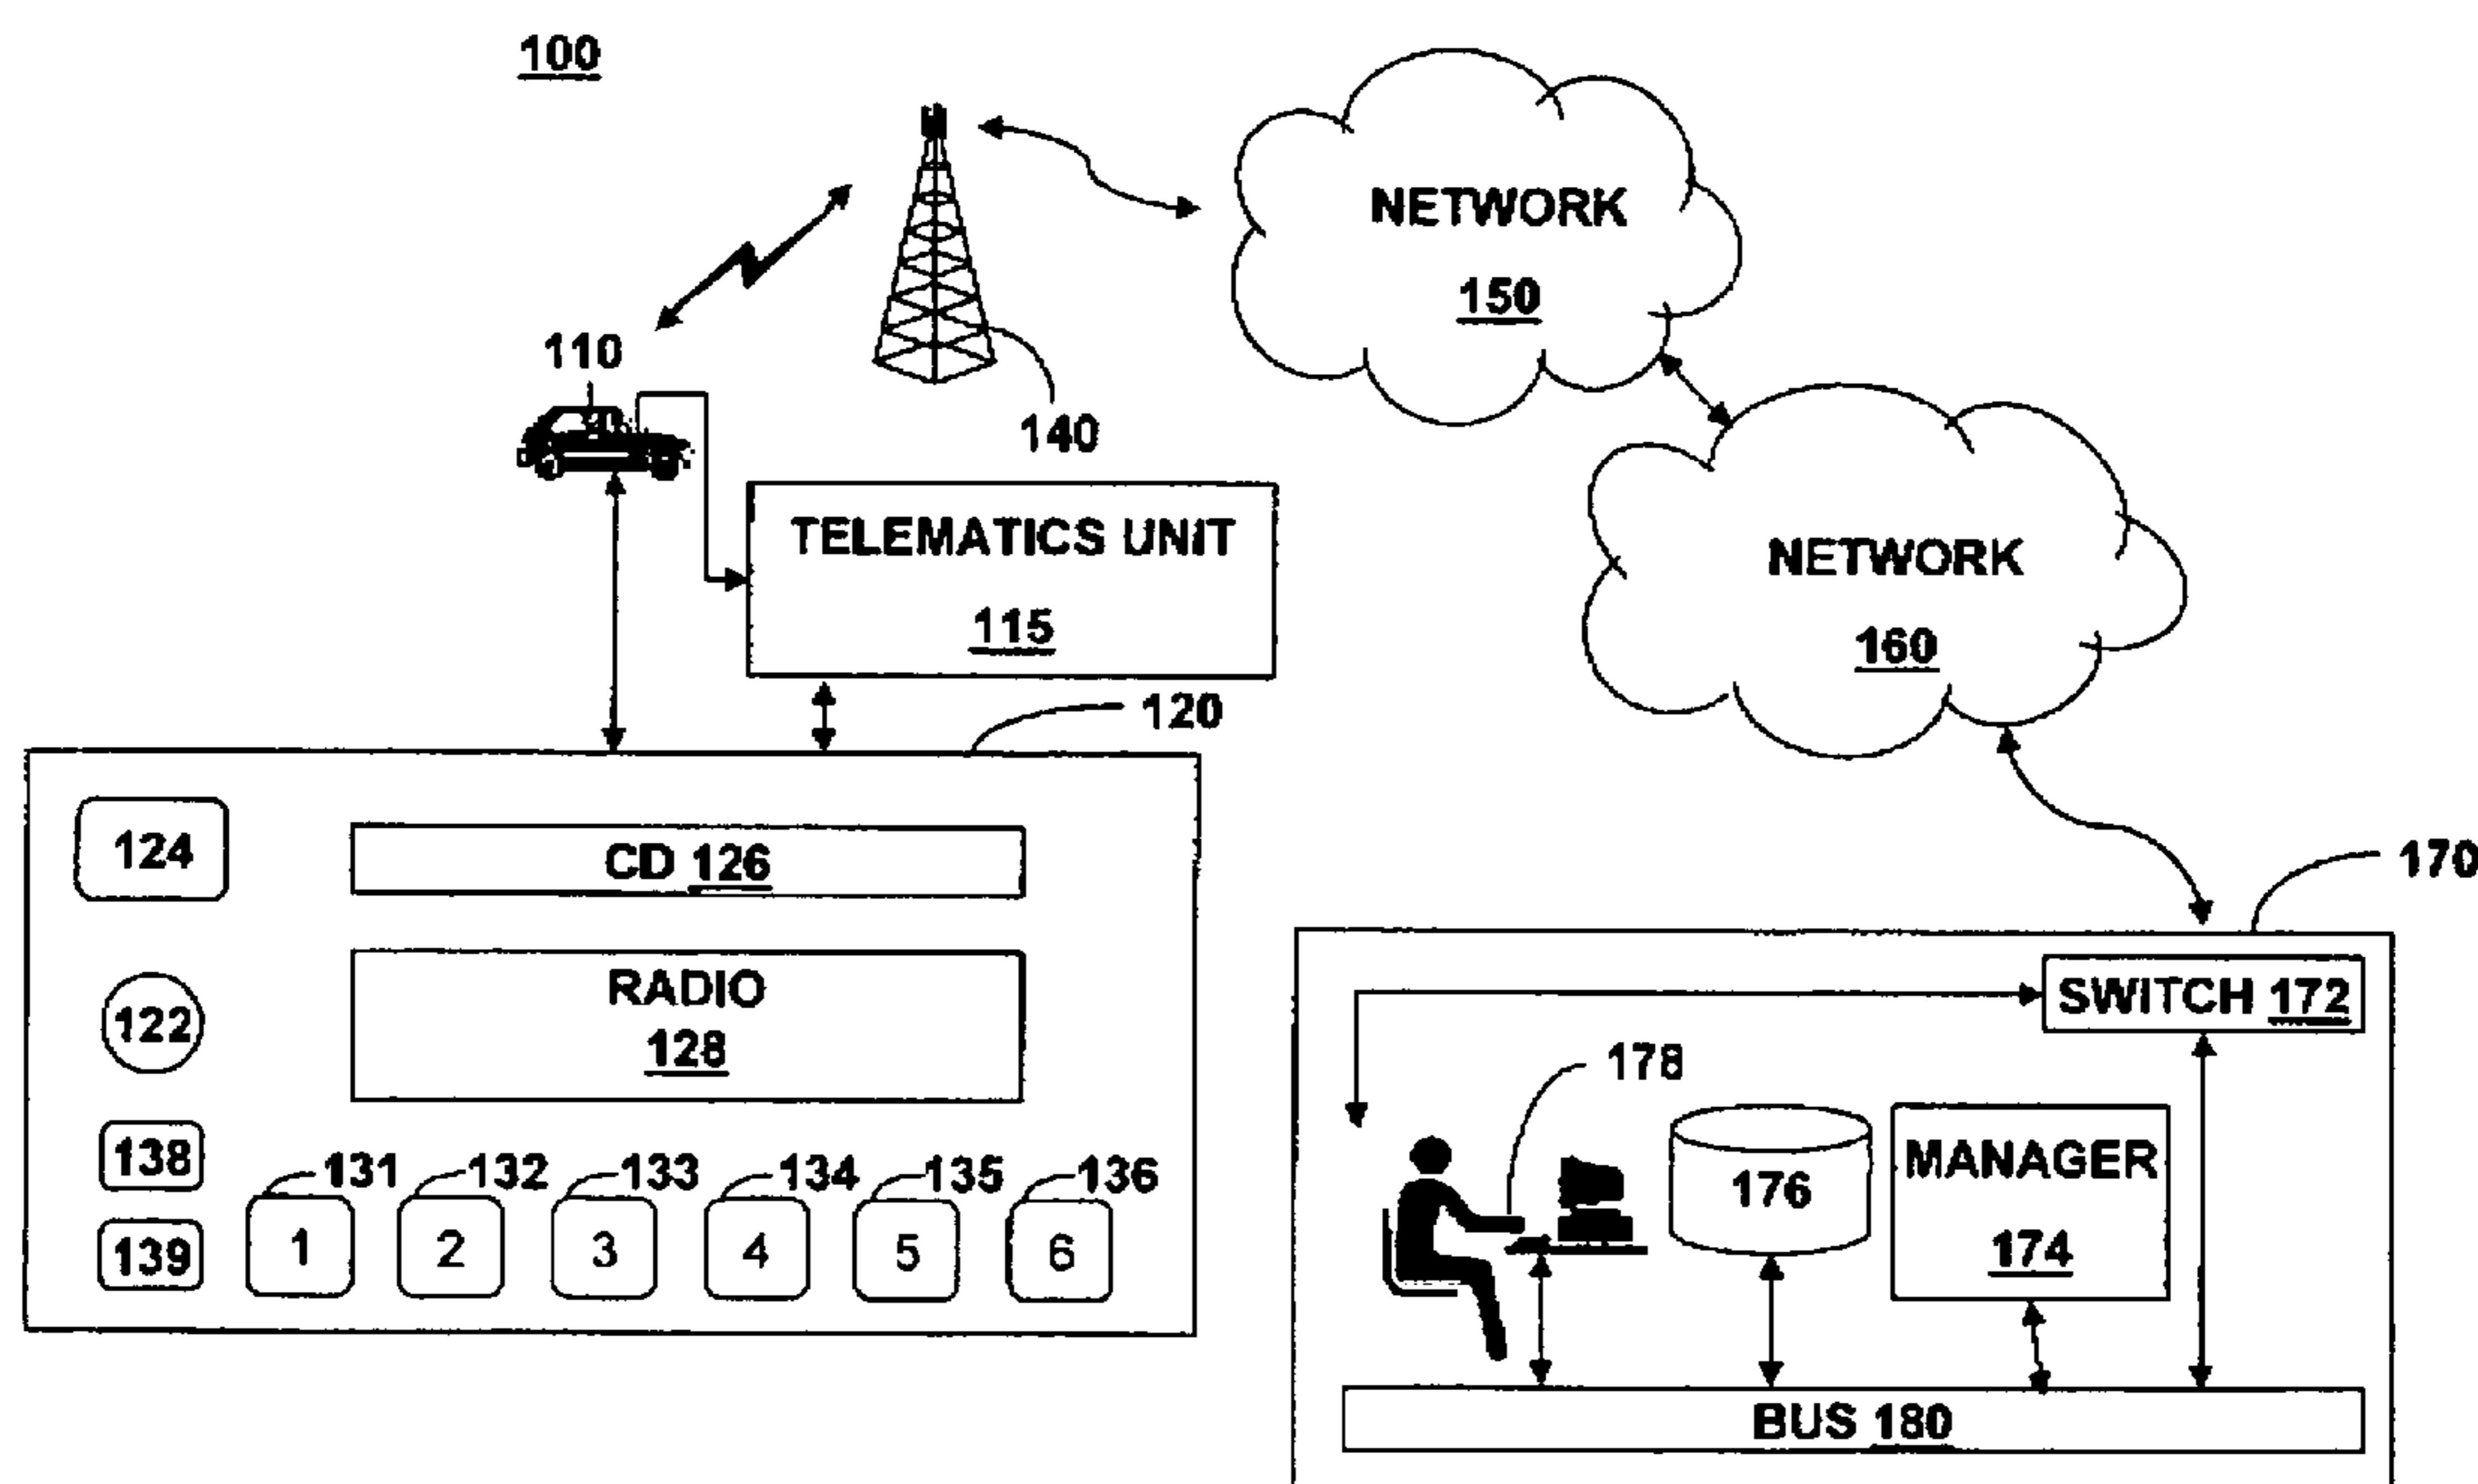 100
NETWORK
150
110
140
TELEMATICS UNIT
115
NETWORK
160
120
124
CD 126
170
122
RADIO
128
SWITCH 172
178
138
131 132 133 134 135 136
139
1 2 3 4 5 6
176
MANAGER
174
BUS 180